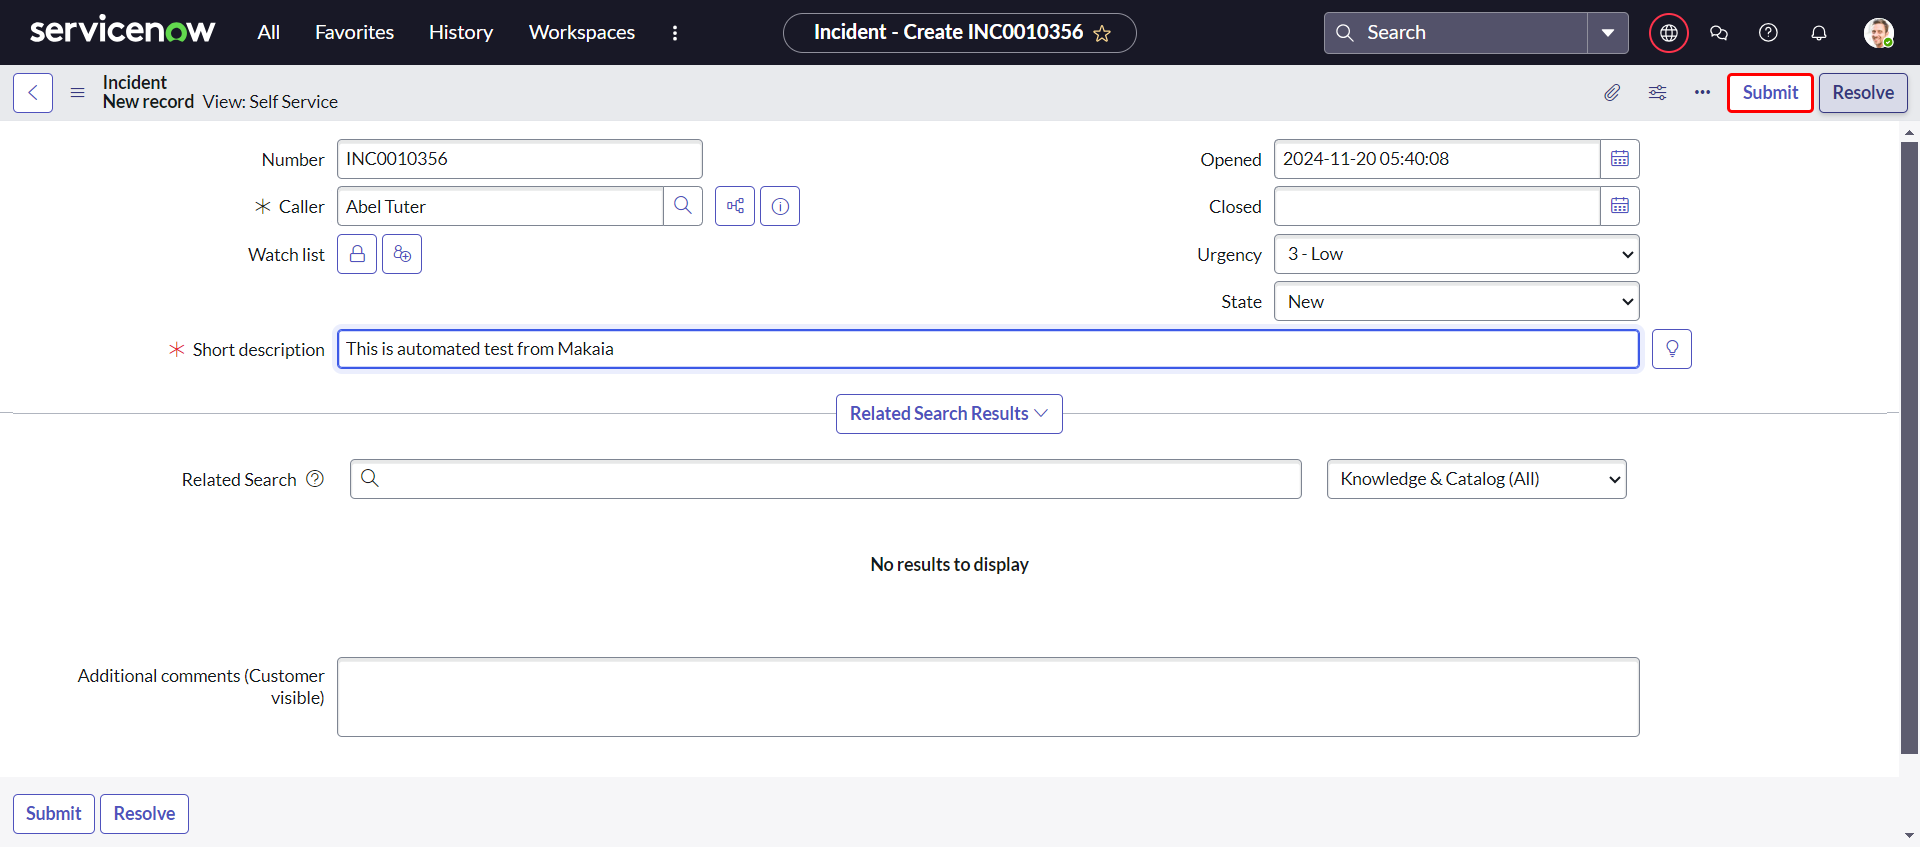 servicenow All Favorites History Workspaces Incident - Create INC0010356 Search
Incident
New record View: Self Service Submit Resolve
Number INC0010356 Opened 2024-11-20 05:40:08
Caller Abel Tuter Closed
Watch list Urgency 3 - Low
State New
Short description This is automated test from Makaia
Related Search Results
Related Search Knowledge & Catalog (All)
No results to display
Additional comments (Customer
visible)
Submit Resolve